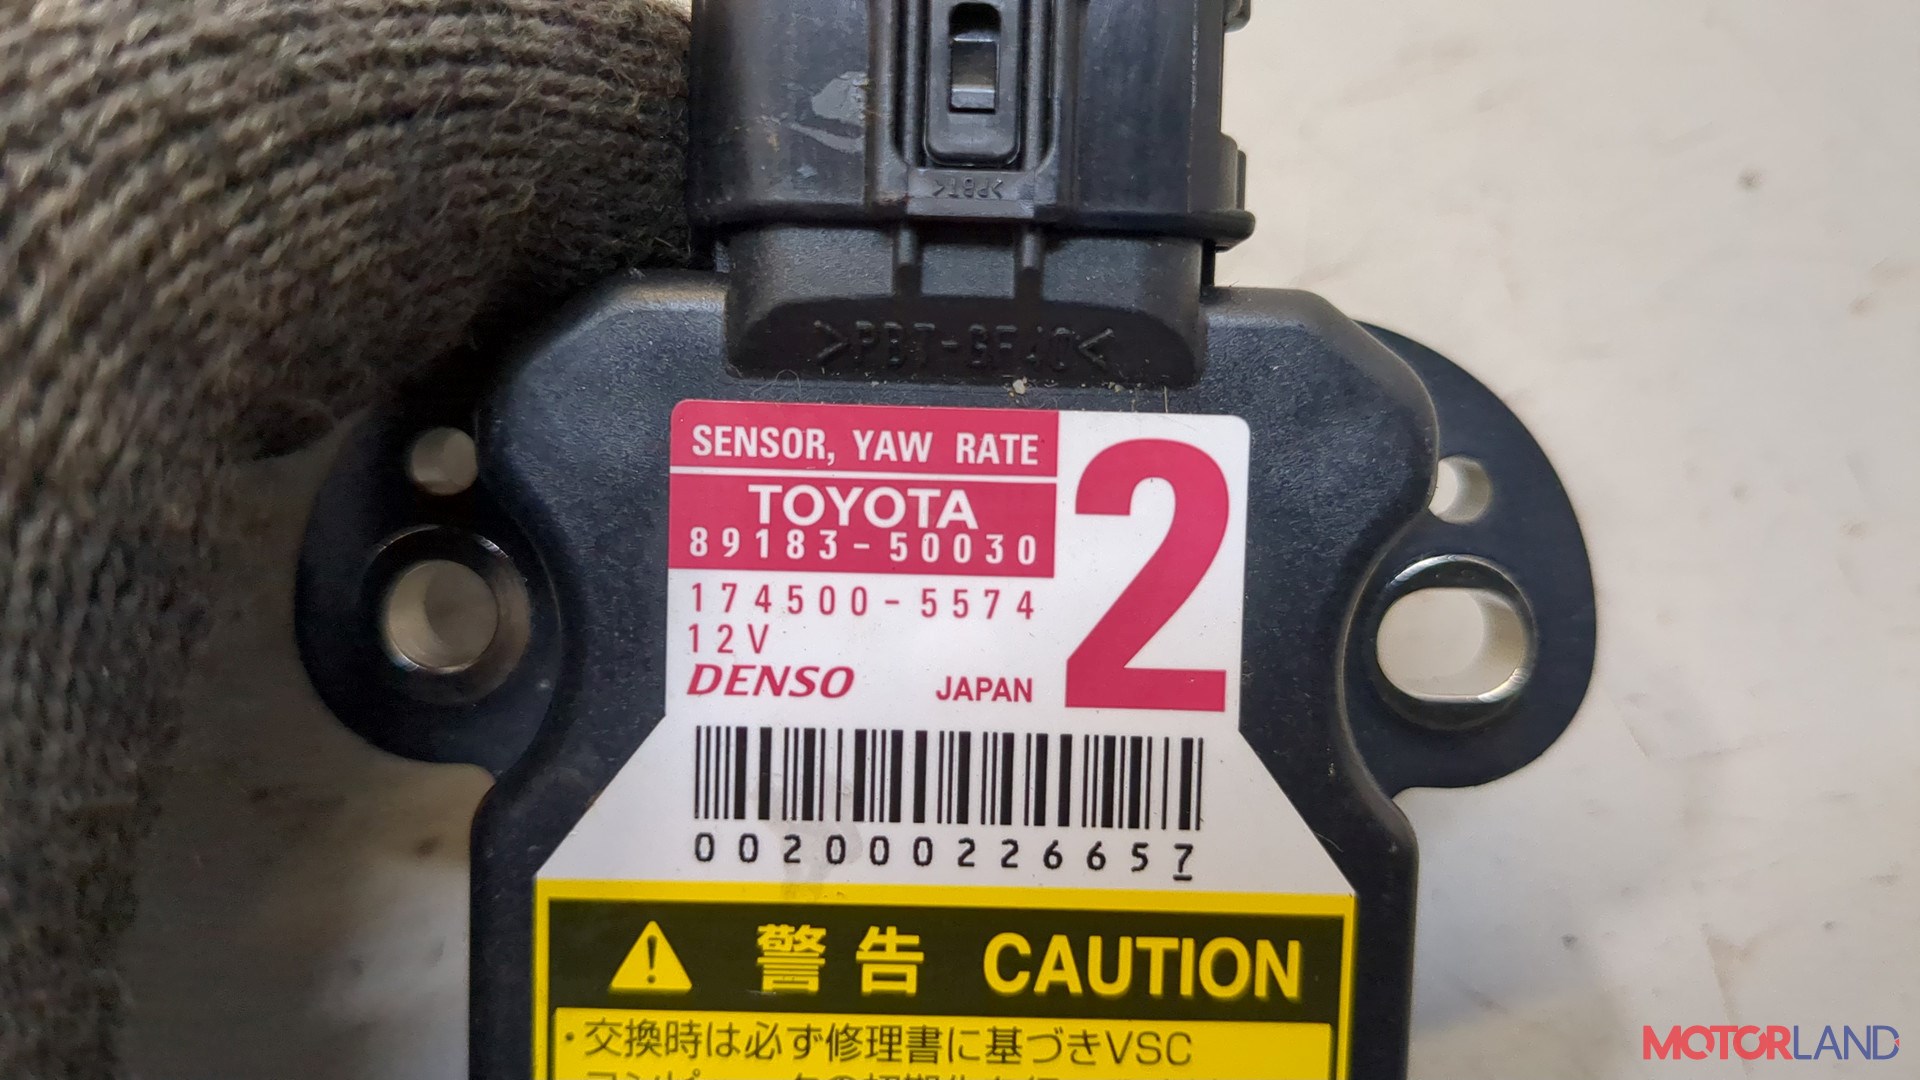 >PBT<
>PBT-GF40<
SENSOR, YAW RATE
TOYOTA
89183-50030
2
174500-5574
12V
DENSO JAPAN
002000226657
警告 CAUTION
・交換時は必ず修理書に基づきVSC
MOTORLAND